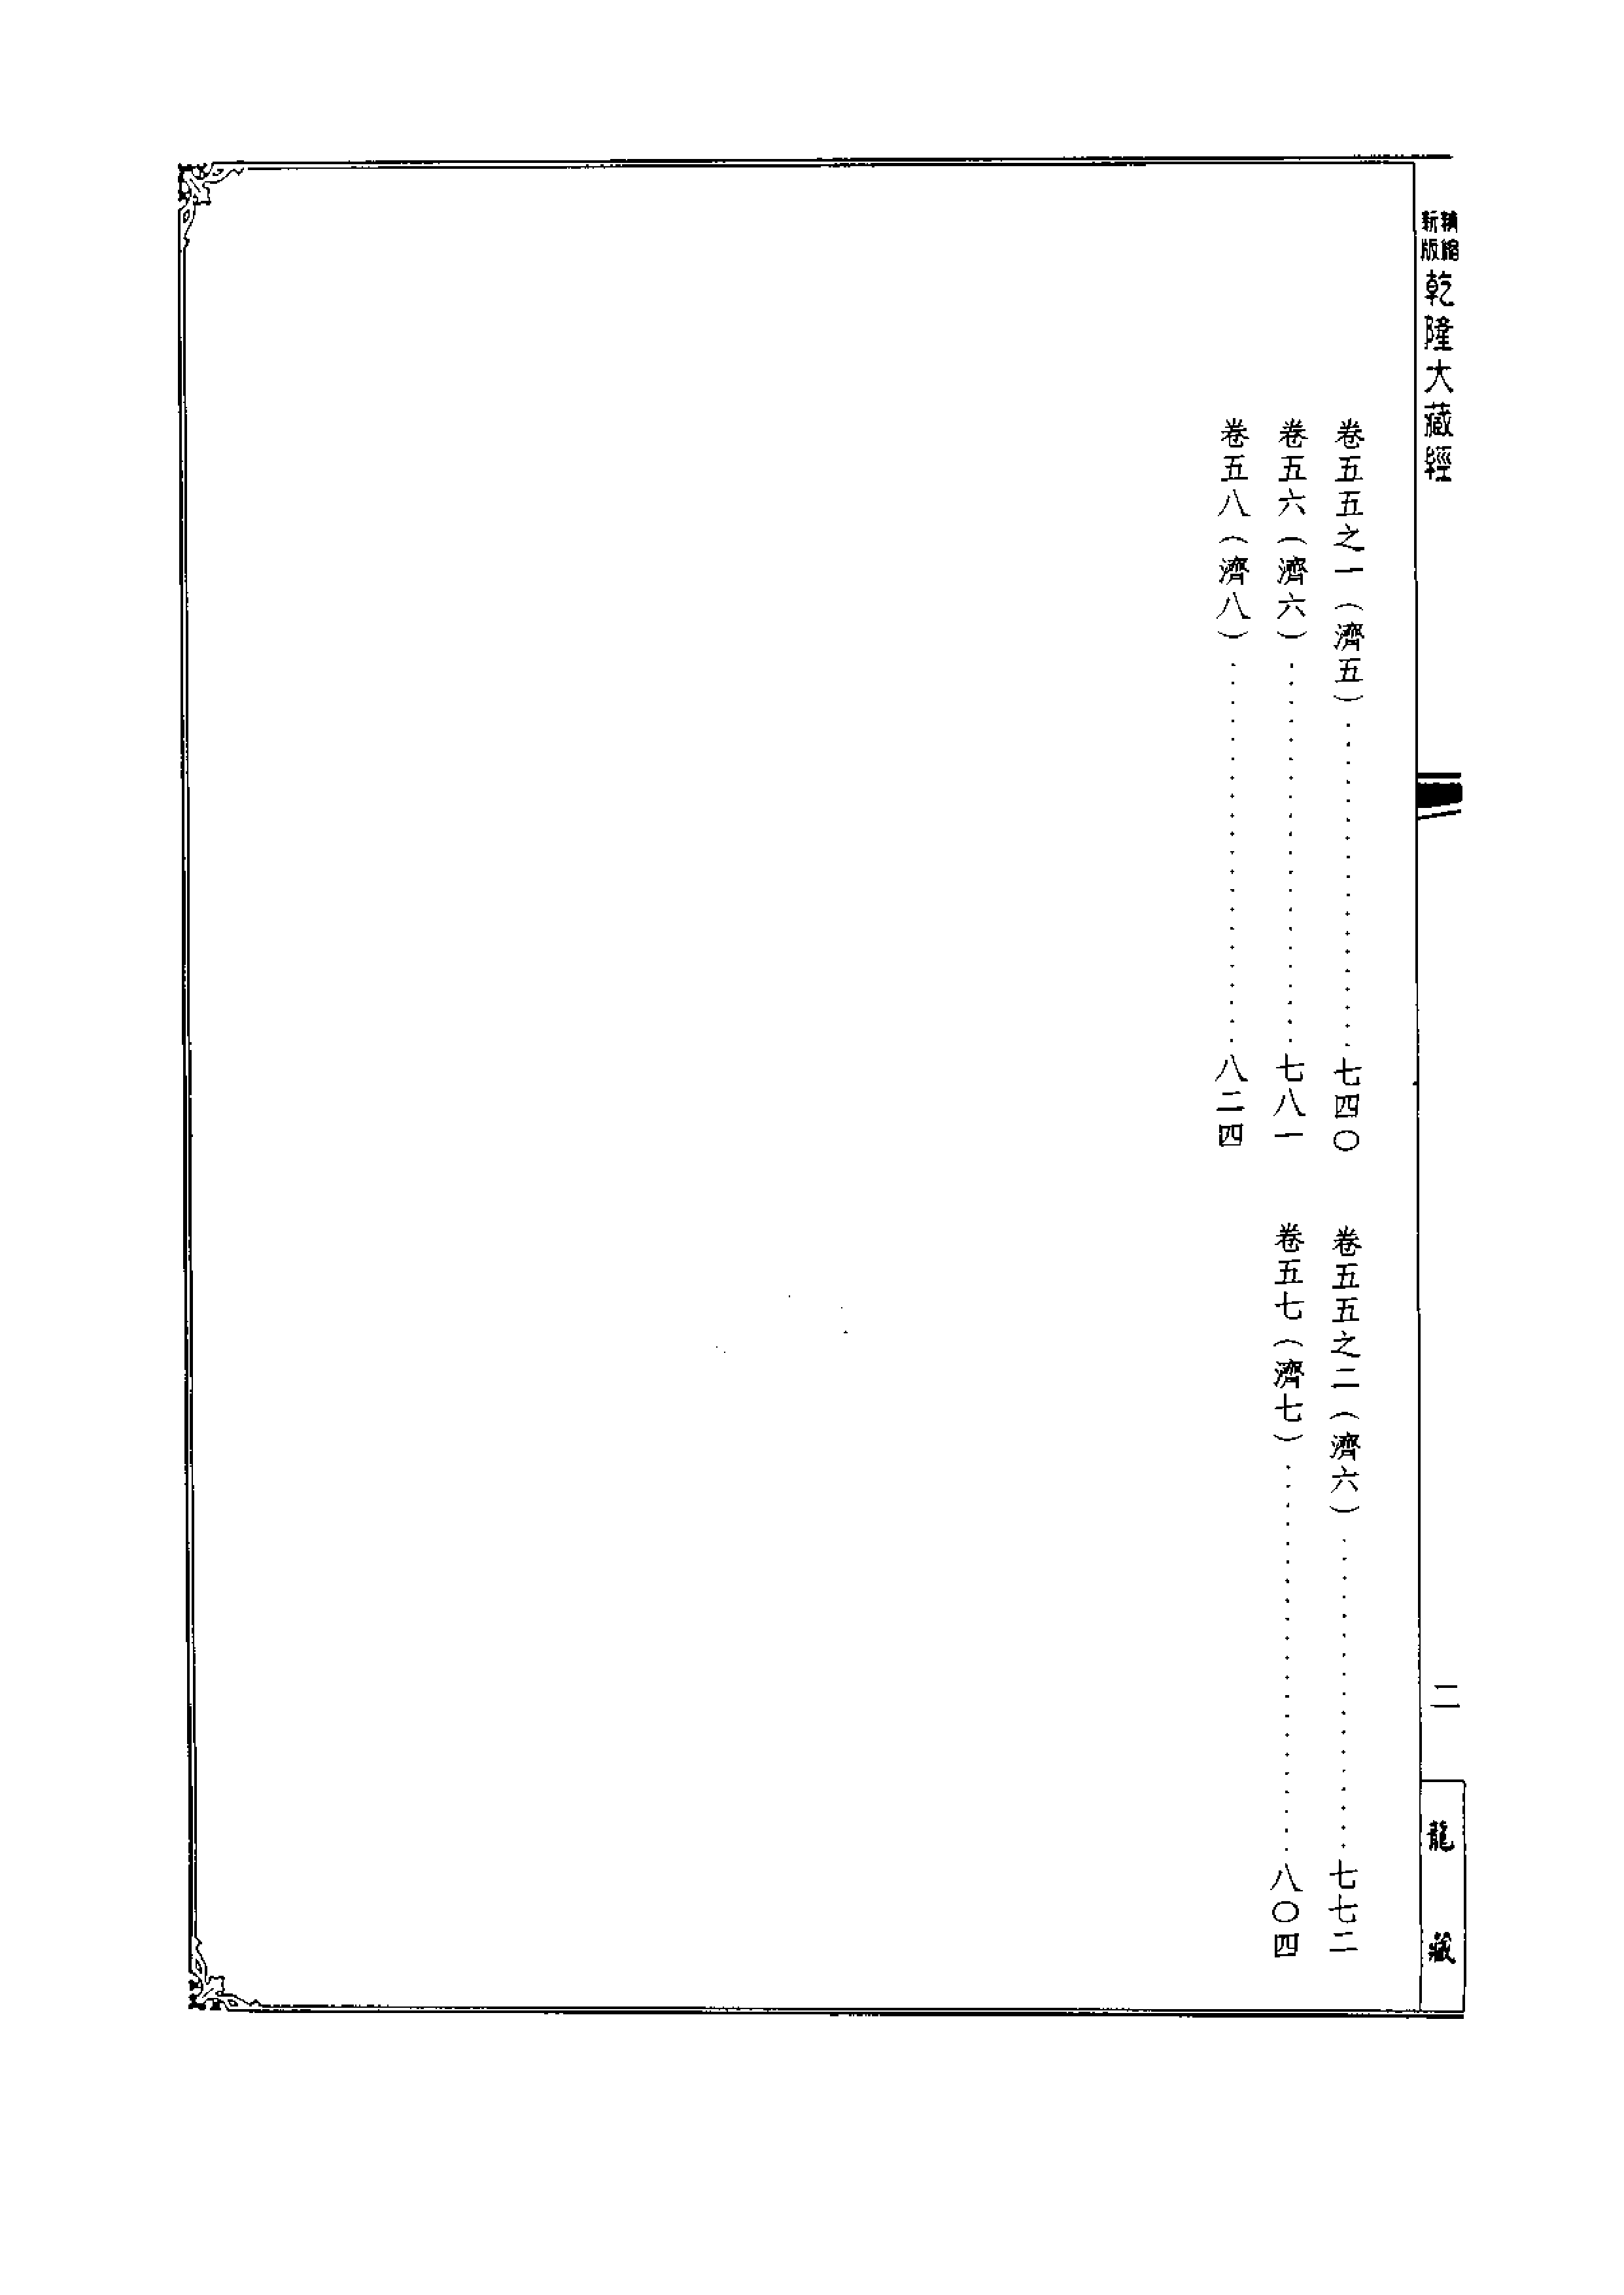 精縮
新版
乾隆大藏經
卷五五之一（濟五）‧‧‧‧‧‧‧‧‧‧‧‧‧‧‧‧‧‧七四〇
卷五五之二（濟六）‧‧‧‧‧‧‧‧‧‧‧‧‧‧‧‧‧七七二
卷五六（濟六）‧‧‧‧‧‧‧‧‧‧‧‧‧‧‧‧‧‧‧‧‧七八一
卷五七（濟七）‧‧‧‧‧‧‧‧‧‧‧‧‧‧‧‧‧‧‧‧‧八〇四
卷五八（濟八）‧‧‧‧‧‧‧‧‧‧‧‧‧‧‧‧‧‧‧‧‧八二四
二
龍藏